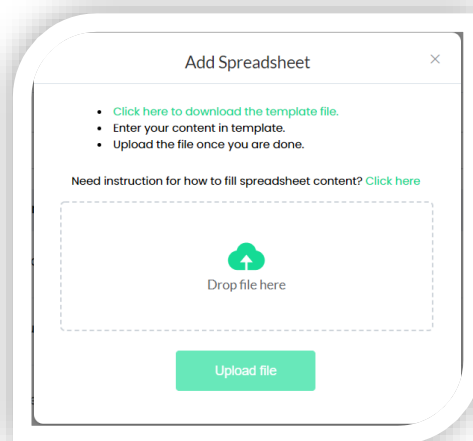 Add Spreadsheet
Click here to download the template file.
Enter your content in template.
Upload the file once you are done.
Need instruction for how to fill spreadsheet content? Click here
Drop file here
Upload file